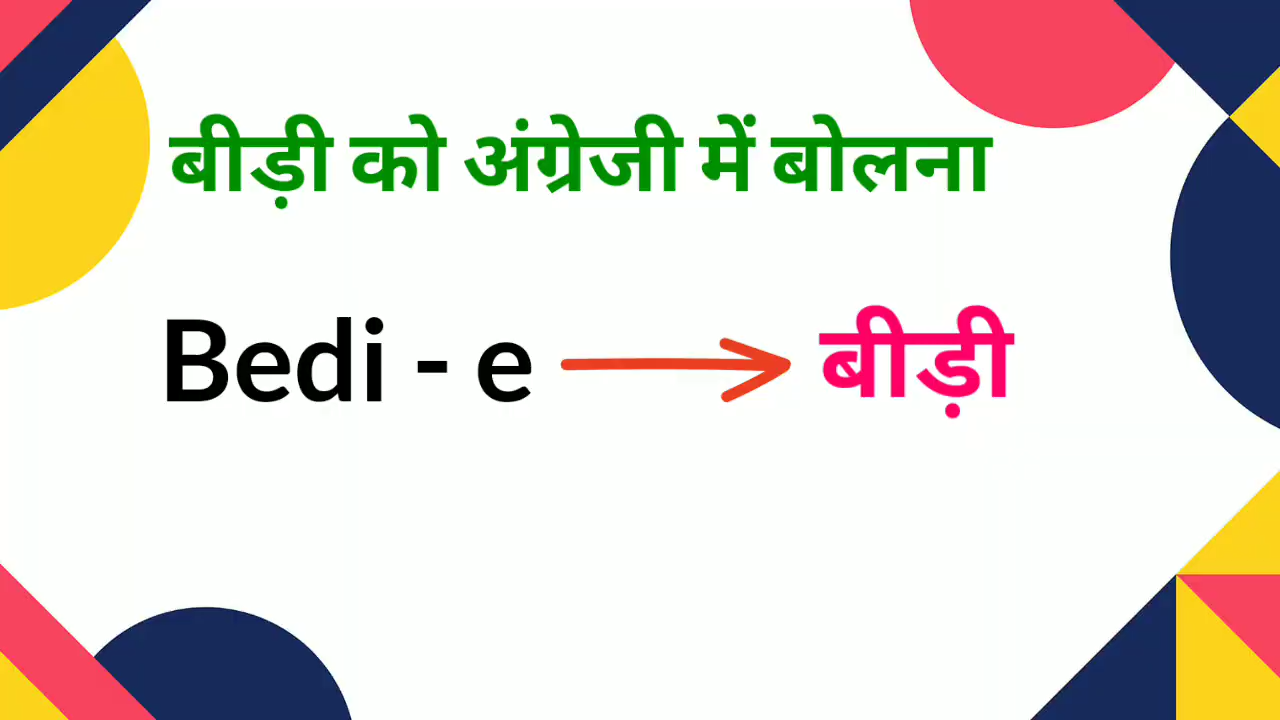 बीड़ी को अंग्रेजी में बोलना
Bedi - e → बीड़ी